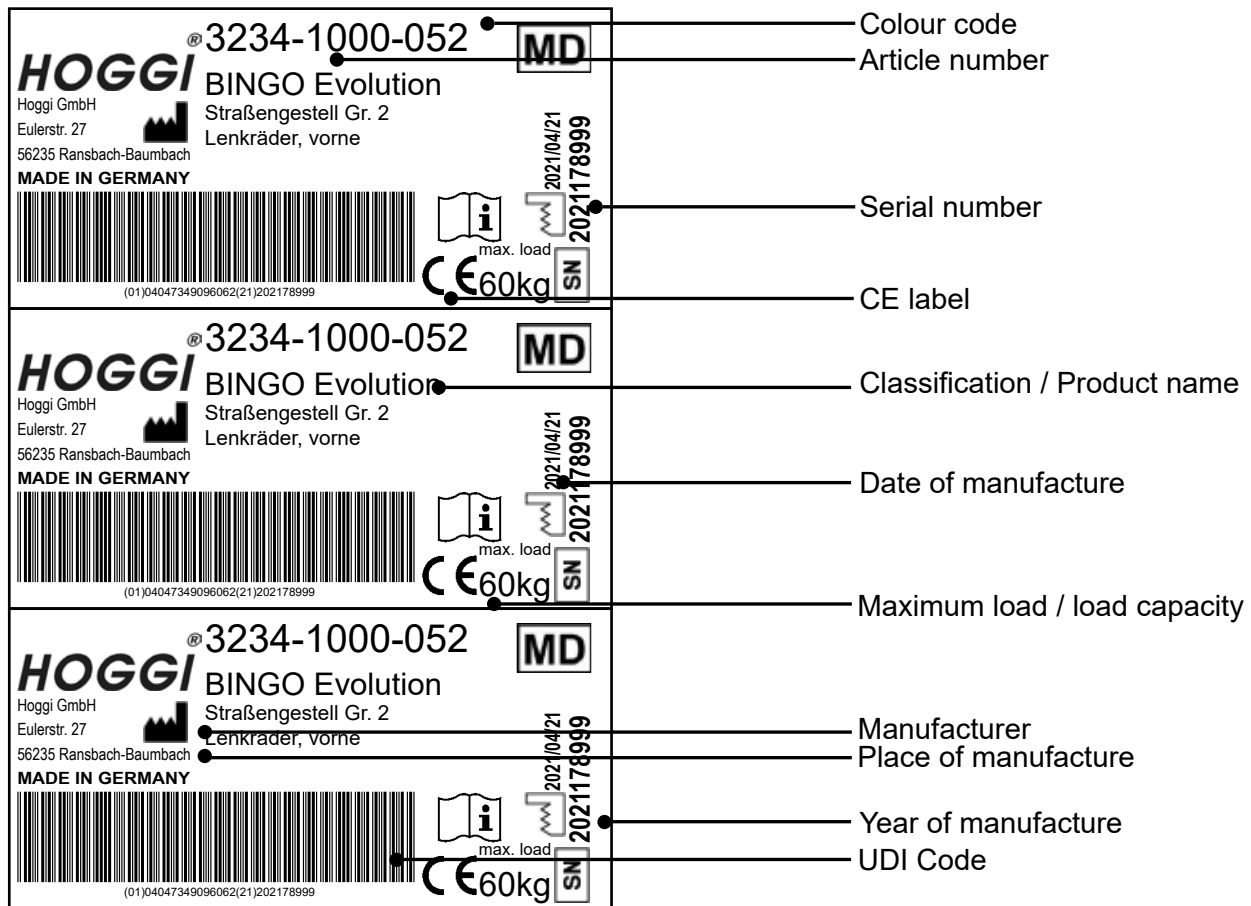 ®3234-1000-052
MD
HOGGI
BINGO Evolution
Hoggi GmbH
Straßengestell Gr. 2
Eulerstr. 27
Lenkräder, vorne
56235 Ransbach-Baumbach
MADE IN GERMANY
2021/04/21
2021178999
i
max. load
CE 60kg
SN
(01)04047349096062(21)202178999
Colour code
Article number
Serial number
CE label
®3234-1000-052
MD
HOGGI
BINGO Evolution
Hoggi GmbH
Straßengestell Gr. 2
Eulerstr. 27
Lenkräder, vorne
56235 Ransbach-Baumbach
MADE IN GERMANY
2021/04/21
2021178999
i
max. load
CE 60kg
SN
(01)04047349096062(21)202178999
Classification / Product name
Date of manufacture
Maximum load / load capacity
®3234-1000-052
MD
HOGGI
BINGO Evolution
Hoggi GmbH
Straßengestell Gr. 2
Eulerstr. 27
Lenkräder, vorne
56235 Ransbach-Baumbach
MADE IN GERMANY
2021/04/21
2021178999
i
max. load
CE 60kg
SN
(01)04047349096062(21)202178999
Manufacturer
Place of manufacture
Year of manufacture
UDI Code